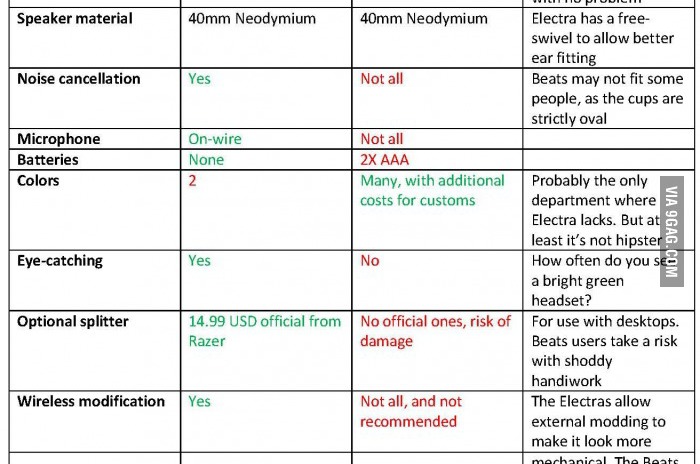 with no problem
Speaker material 40mm Neodymium 40mm Neodymium Electra has a free-
swivel to allow better
ear fitting
Noise cancellation Yes Not all Beats may not fit some
people, as the cups are
strictly oval
Microphone On-wire Not all
Batteries None 2X AAA
Colors 2 Many, with additional Probably the only
costs for customs department where
Electra lacks. But at
least it’s not hipster
Eye-catching Yes No How often do you see
a bright green
headset?
Optional splitter 14.99 USD official from No official ones, risk of For use with desktops.
Razer damage Beats users take a risk
with shoddy
handiwork
Wireless modification Yes Not all, and not The Electras allow
recommended external modding to
make it look more
mechanical. The Beats
VIA 9GAG.COM